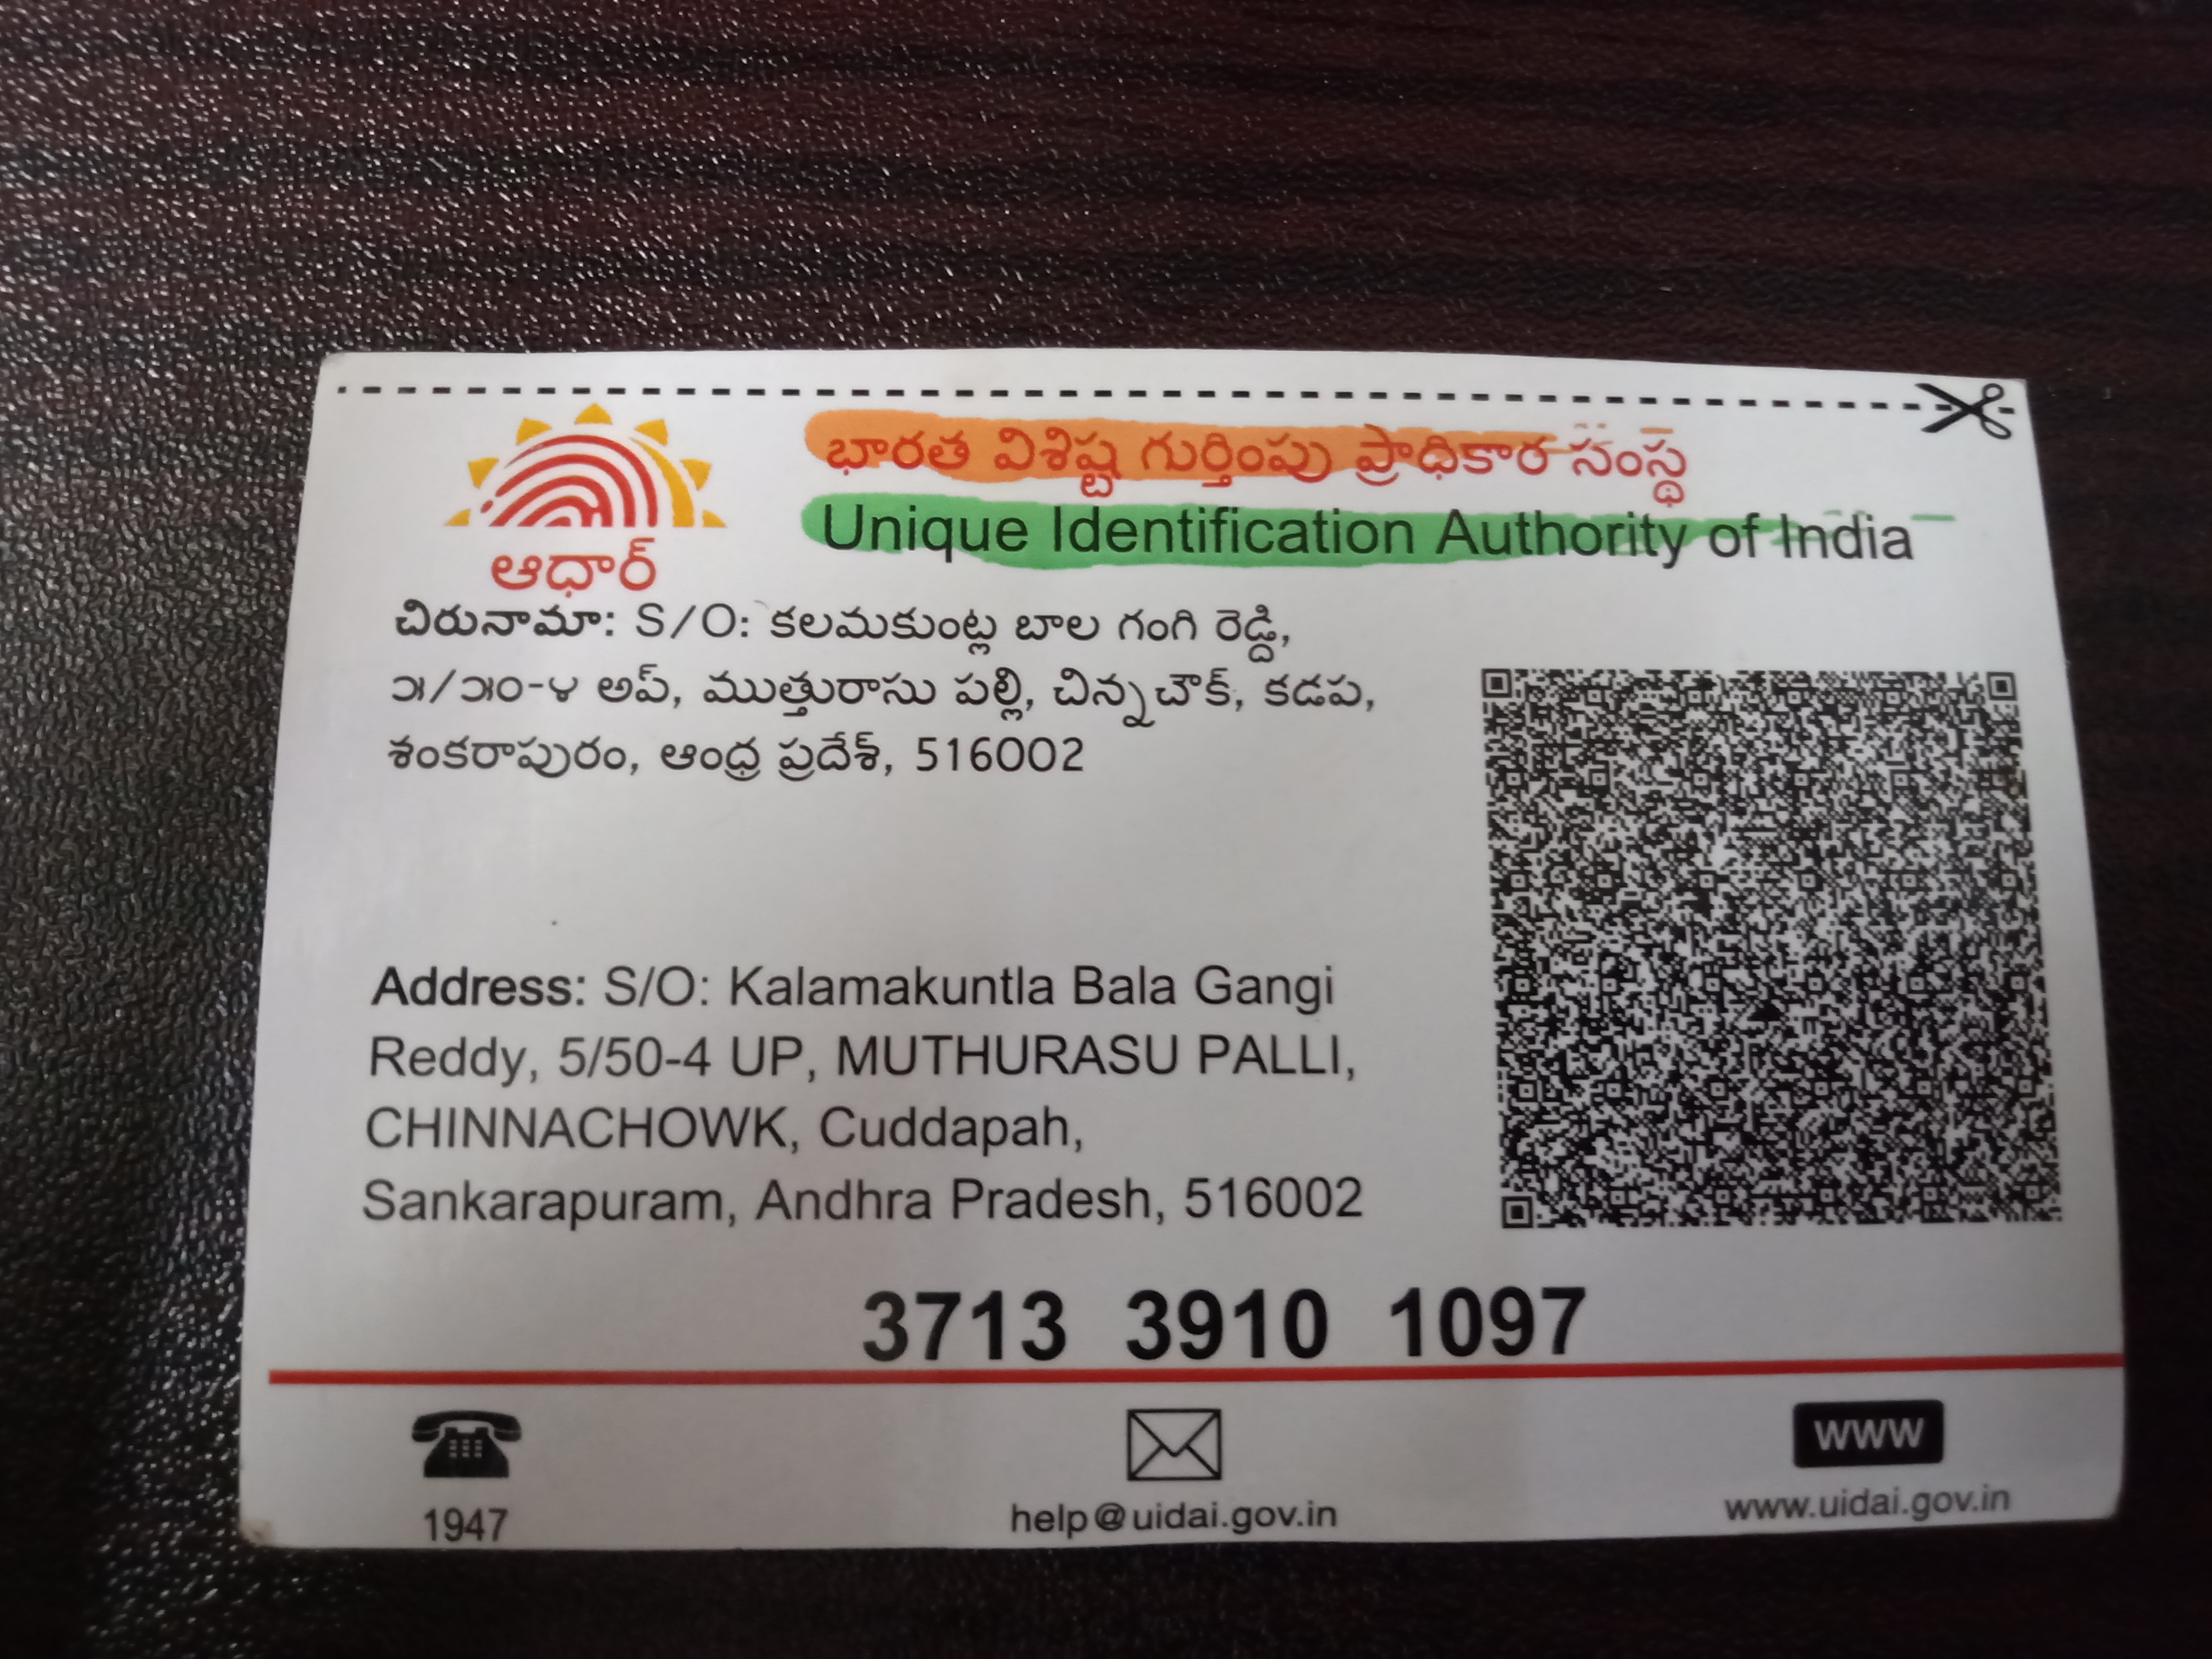 భారత విశిష్ట గుర్తింపు ప్రాధికార సంస్థ
Unique Identification Authority of India
ఆధార్
చిరునామా: S/O: కలమకుంట్ల బాల గంగి రెడ్డి,
౫/౫౦-౪ అప్, ముత్తురాసు పల్లి, చిన్నచౌక్, కడప,
శంకరాపురం, ఆంధ్ర ప్రదేశ్, 516002
Address: S/O: Kalamakuntla Bala Gangi
Reddy, 5/50-4 UP, MUTHURASU PALLI,
CHINNACHOWK, Cuddapah,
Sankarapuram, Andhra Pradesh, 516002
3713 3910 1097
WWW
1947 help@uidai.gov.in www.uidai.gov.in